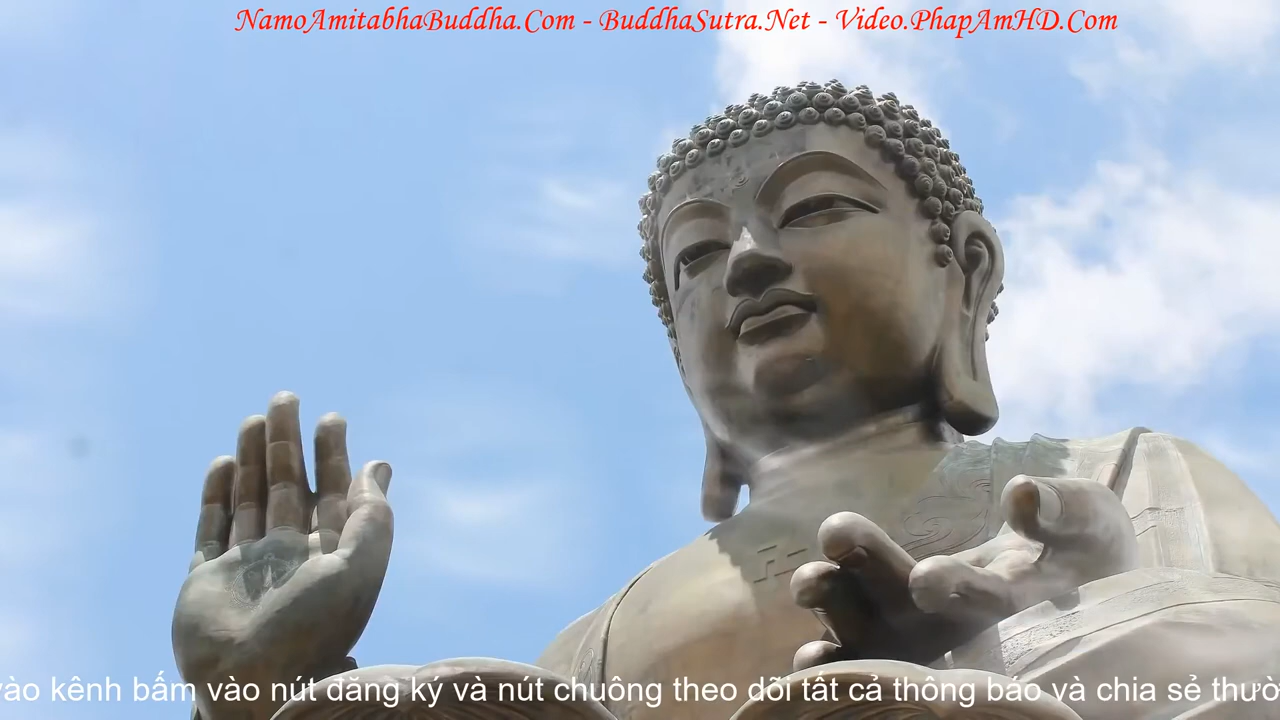 NamoAmitabhaBuddha.Com - BuddhaSutra.Net - Video.PhapAmHD.Com
vào kênh bấm vào nút đăng ký và nút chuông theo dõi tất cả thông báo và chia sẻ